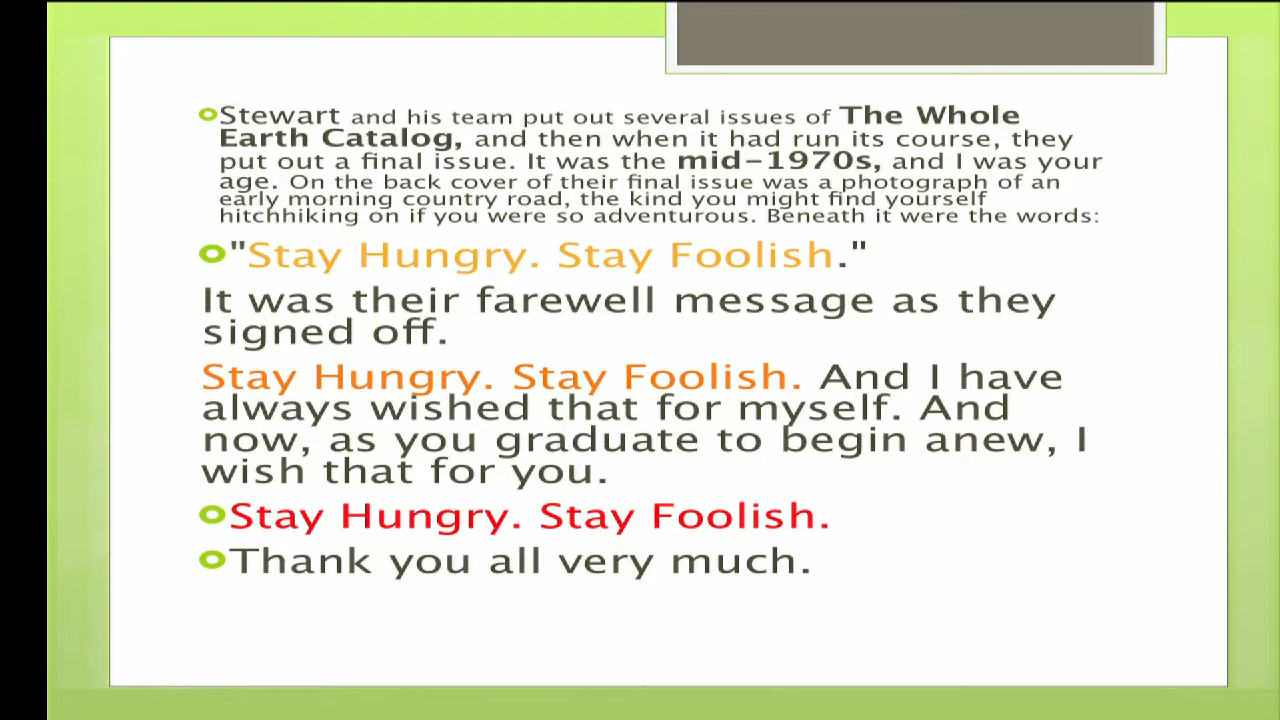 Stewart and his team put out several issues of The Whole
Earth Catalog, and then when it had run its course, they
put out a final issue. It was the mid-1970s, and I was your
age. On the back cover of their final issue was a photograph of an
early morning country road, the kind you might find yourself
hitchhiking on if you were so adventurous. Beneath it were the words:
"Stay Hungry. Stay Foolish."
It was their farewell message as they
signed off.
Stay Hungry. Stay Foolish. And I have
always wished that for myself. And
now, as you graduate to begin anew, I
wish that for you.
Stay Hungry. Stay Foolish.
Thank you all very much.